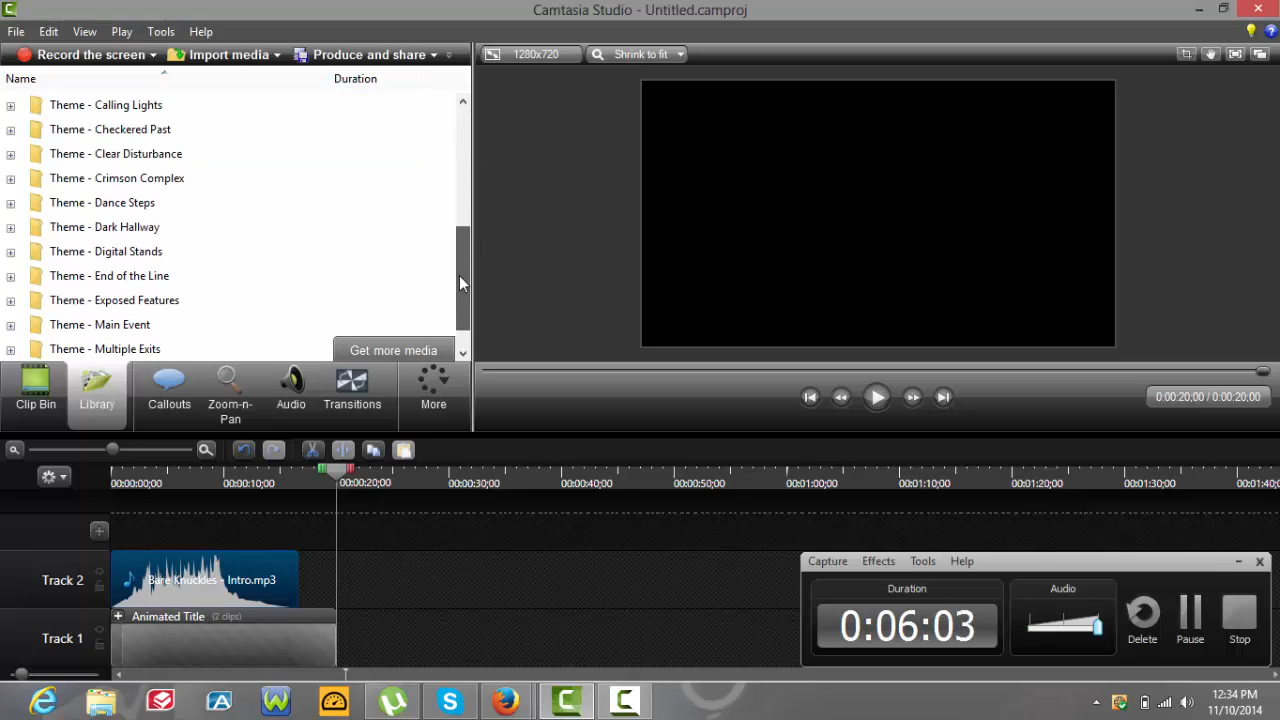 Camtasia Studio - Untitled.camproj
File Edit View Play Tools Help
Record the screen Import media Produce and share
1280x720 Shrink to fit
Name Duration
Theme - Calling Lights
Theme - Checkered Past
Theme - Clear Disturbance
Theme - Crimson Complex
Theme - Dance Steps
Theme - Dark Hallway
Theme - Digital Stands
Theme - End of the Line
Theme - Exposed Features
Theme - Main Event
Theme - Multiple Exits
Get more media
Clip Bin Library Callouts Zoom-n-Pan Audio Transitions More
0:00:20;00 / 0:00:20;00
00:00:00;00 00:00:10;00 00:00:20;00 00:00:30;00 00:00:40;00 00:00:50;00 00:01:00;00 00:01:10;00 00:01:20;00 00:01:30;00 00:01:40;0
Track 2 Bare Knuckles - Intro.mp3
Animated Title (2 clips)
Track 1
Capture Effects Tools Help
Duration Audio
0:06:03
Delete Pause Stop
12:34 PM
11/10/2014